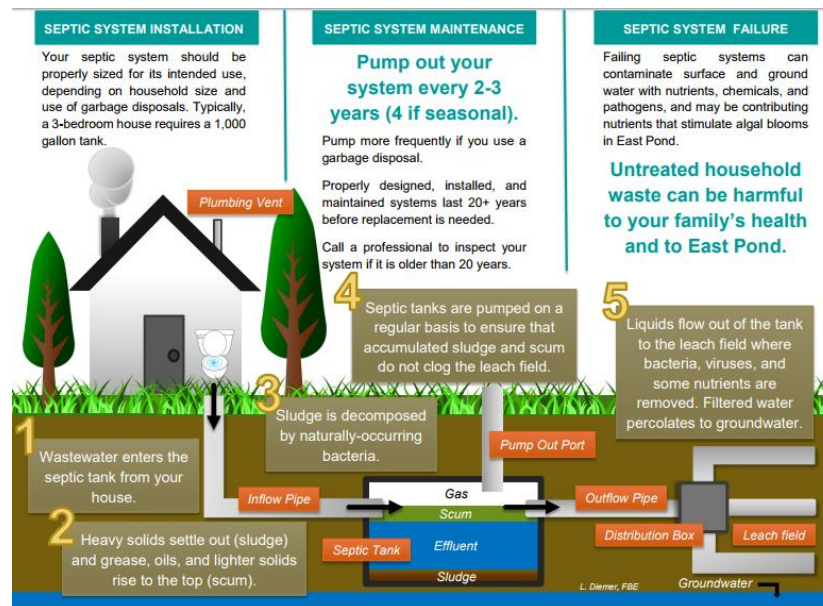 SEPTIC SYSTEM INSTALLATION
Your septic system should be
properly sized for its intended use,
depending on household size and
use of garbage disposals. Typically,
a 3-bedroom house requires a 1,000
gallon tank.
SEPTIC SYSTEM MAINTENANCE
Pump out your
system every 2-3
years (4 if seasonal).
Pump more frequently if you use a
garbage disposal.
Properly designed, installed, and
maintained systems last 20+ years
before replacement is needed.
Call a professional to inspect your
system if it is older than 20 years.
SEPTIC SYSTEM FAILURE
Failing septic systems can
contaminate surface and ground
water with nutrients, chemicals, and
pathogens, and may be contributing
nutrients that stimulate algal blooms
in East Pond.
Untreated household
waste can be harmful
to your family's health
and to East Pond.
Plumbing Vent
1
Wastewater enters the
septic tank from your
house.
2
Heavy solids settle out (sludge)
and grease, oils, and lighter solids
rise to the top (scum).
3
Sludge is decomposed
by naturally-occurring
bacteria.
4
Septic tanks are pumped on a
regular basis to ensure that
accumulated sludge and scum
do not clog the leach field.
5
Liquids flow out of the tank
to the leach field where
bacteria, viruses, and
some nutrients are
removed. Filtered water
percolates to groundwater.
Pump Out Port
Inflow Pipe
Gas
Scum
Effluent
Sludge
Septic Tank
Outflow Pipe
Distribution Box
Leach field
L. Diemer, FBE
Groundwater